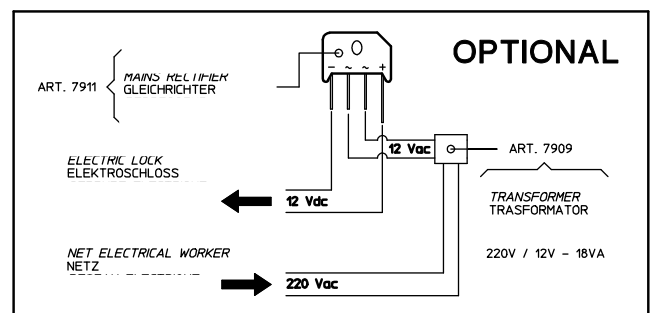 OPTIONAL
− ~ ~ +
MAINS RECTIFIER
ART. 7911
GLEICHRICHTER
12 Vac
ART. 7909
ELECTRIC LOCK
ELEKTROSCHLOSS
12 Vdc
TRANSFORMER
TRASFORMATOR
NET ELECTRICAL WORKER
NETZ
220V / 12V - 18VA
220 Vac